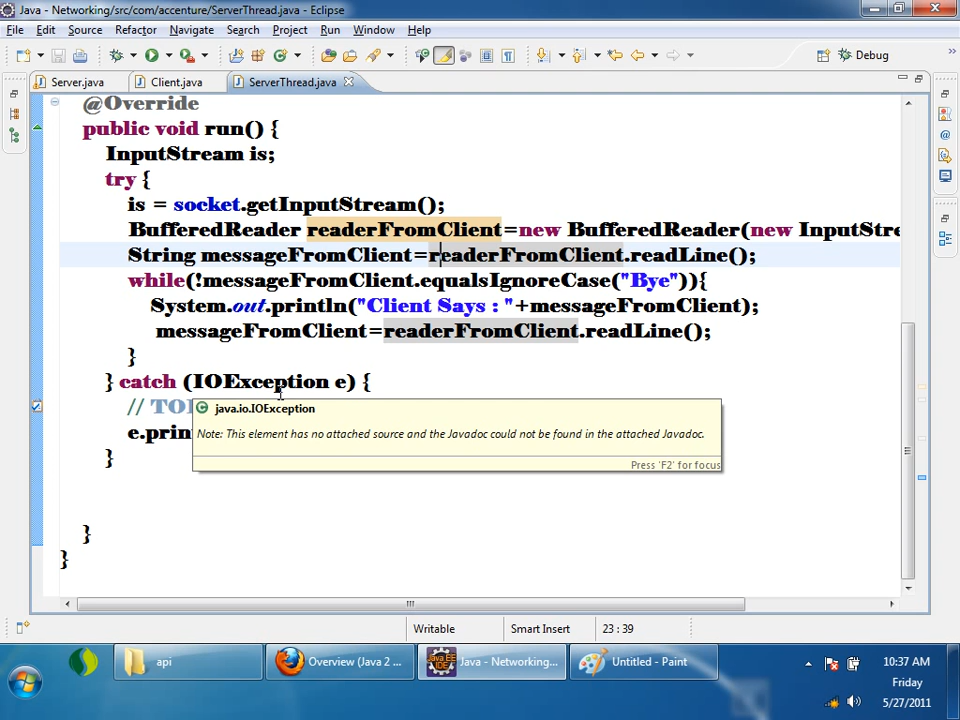 Java - Networking/src/com/accenture/ServerThread.java - Eclipse
File Edit Source Refactor Navigate Search Project Run Window Help
Debug
Server.java Client.java ServerThread.java
@Override
public void run() {
InputStream is;
try {
is = socket.getInputStream();
BufferedReader readerFromClient=new BufferedReader(new InputStre
String messageFromClient=readerFromClient.readLine();
while(!messageFromClient.equalsIgnoreCase("Bye")){
System.out.println("Client Says : "+messageFromClient);
messageFromClient=readerFromClient.readLine();
}
} catch (IOException e) {
// TO
java.io.IOException
e.prin
Note: This element has no attached source and the Javadoc could not be found in the attached Javadoc.
}
Press 'F2' for focus
}
}
Writable Smart Insert 23 : 39
api Overview (Java 2 ... Java - Networking... Untitled - Paint
10:37 AM
Friday
5/27/2011